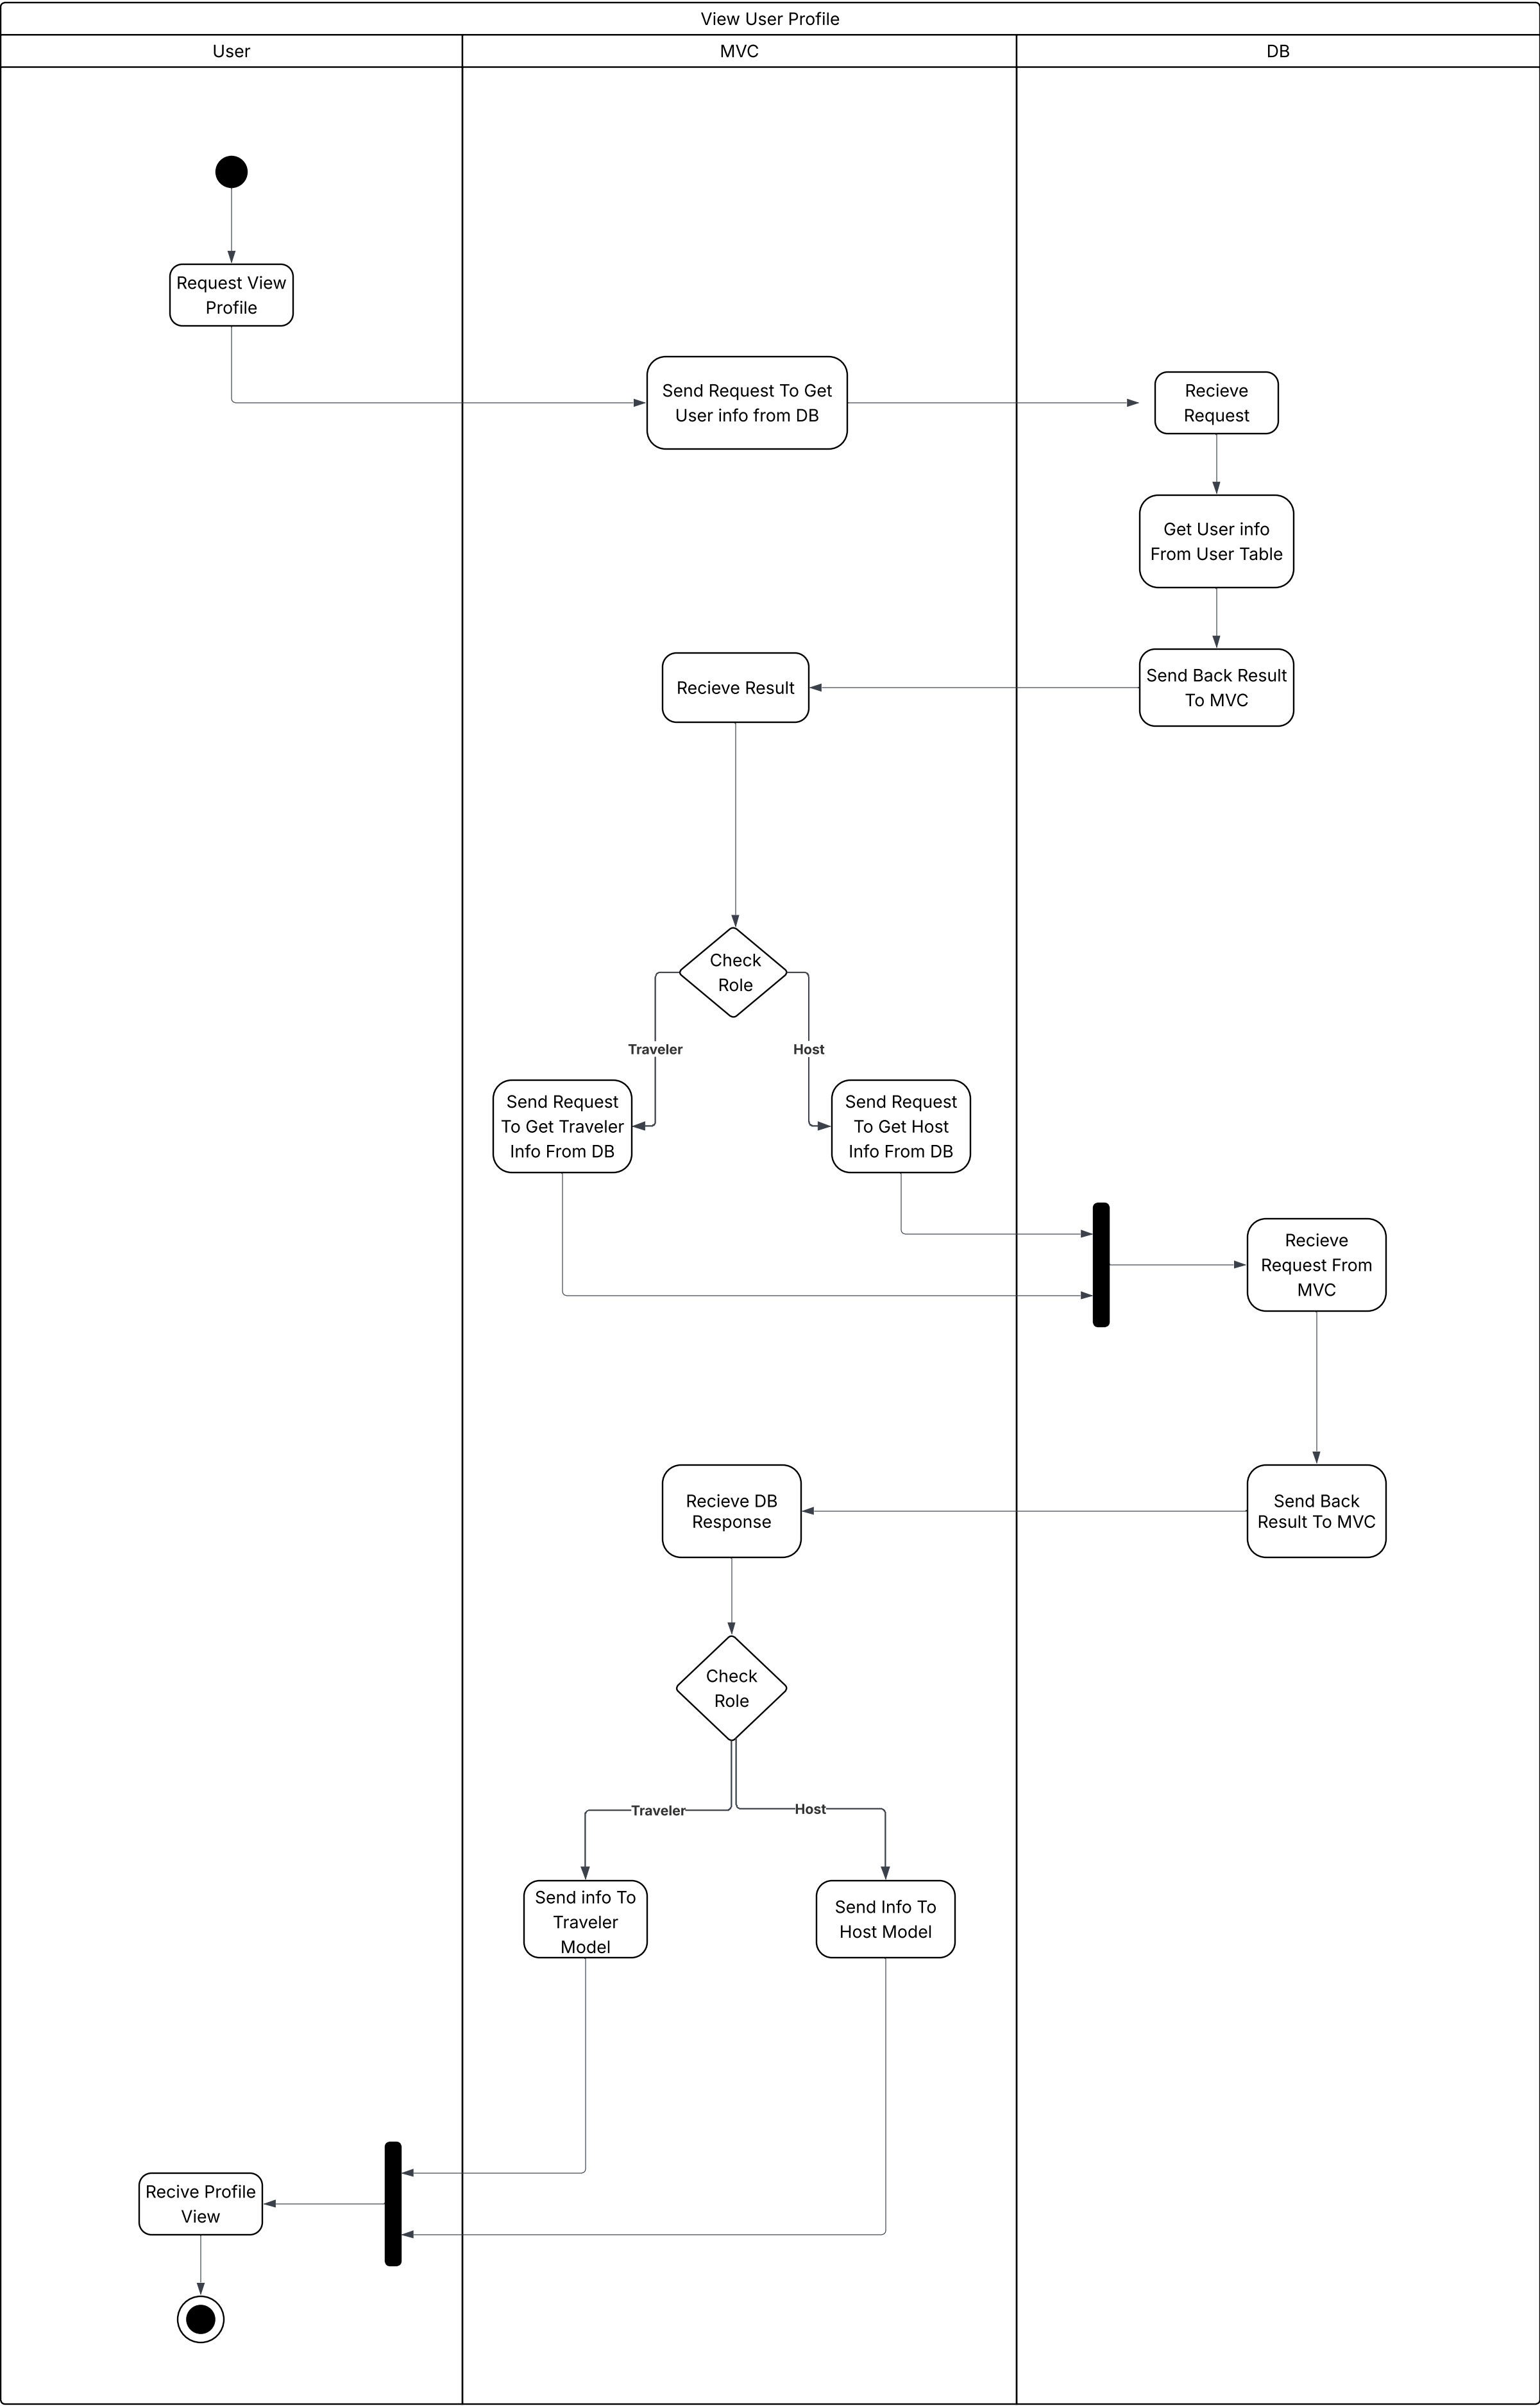 View User Profile
User
MVC
DB
Request View
Profile
Send Request To Get
User info from DB
Recieve
Request
Get User info
From User Table
Send Back Result
To MVC
Recieve Result
Check
Role
Traveler
Host
Send Request
To Get Traveler
Info From DB
Send Request
To Get Host
Info From DB
Recieve
Request From
MVC
Send Back
Result To MVC
Recieve DB
Response
Check
Role
Traveler
Host
Send info To
Traveler
Model
Send Info To
Host Model
Recive Profile
View